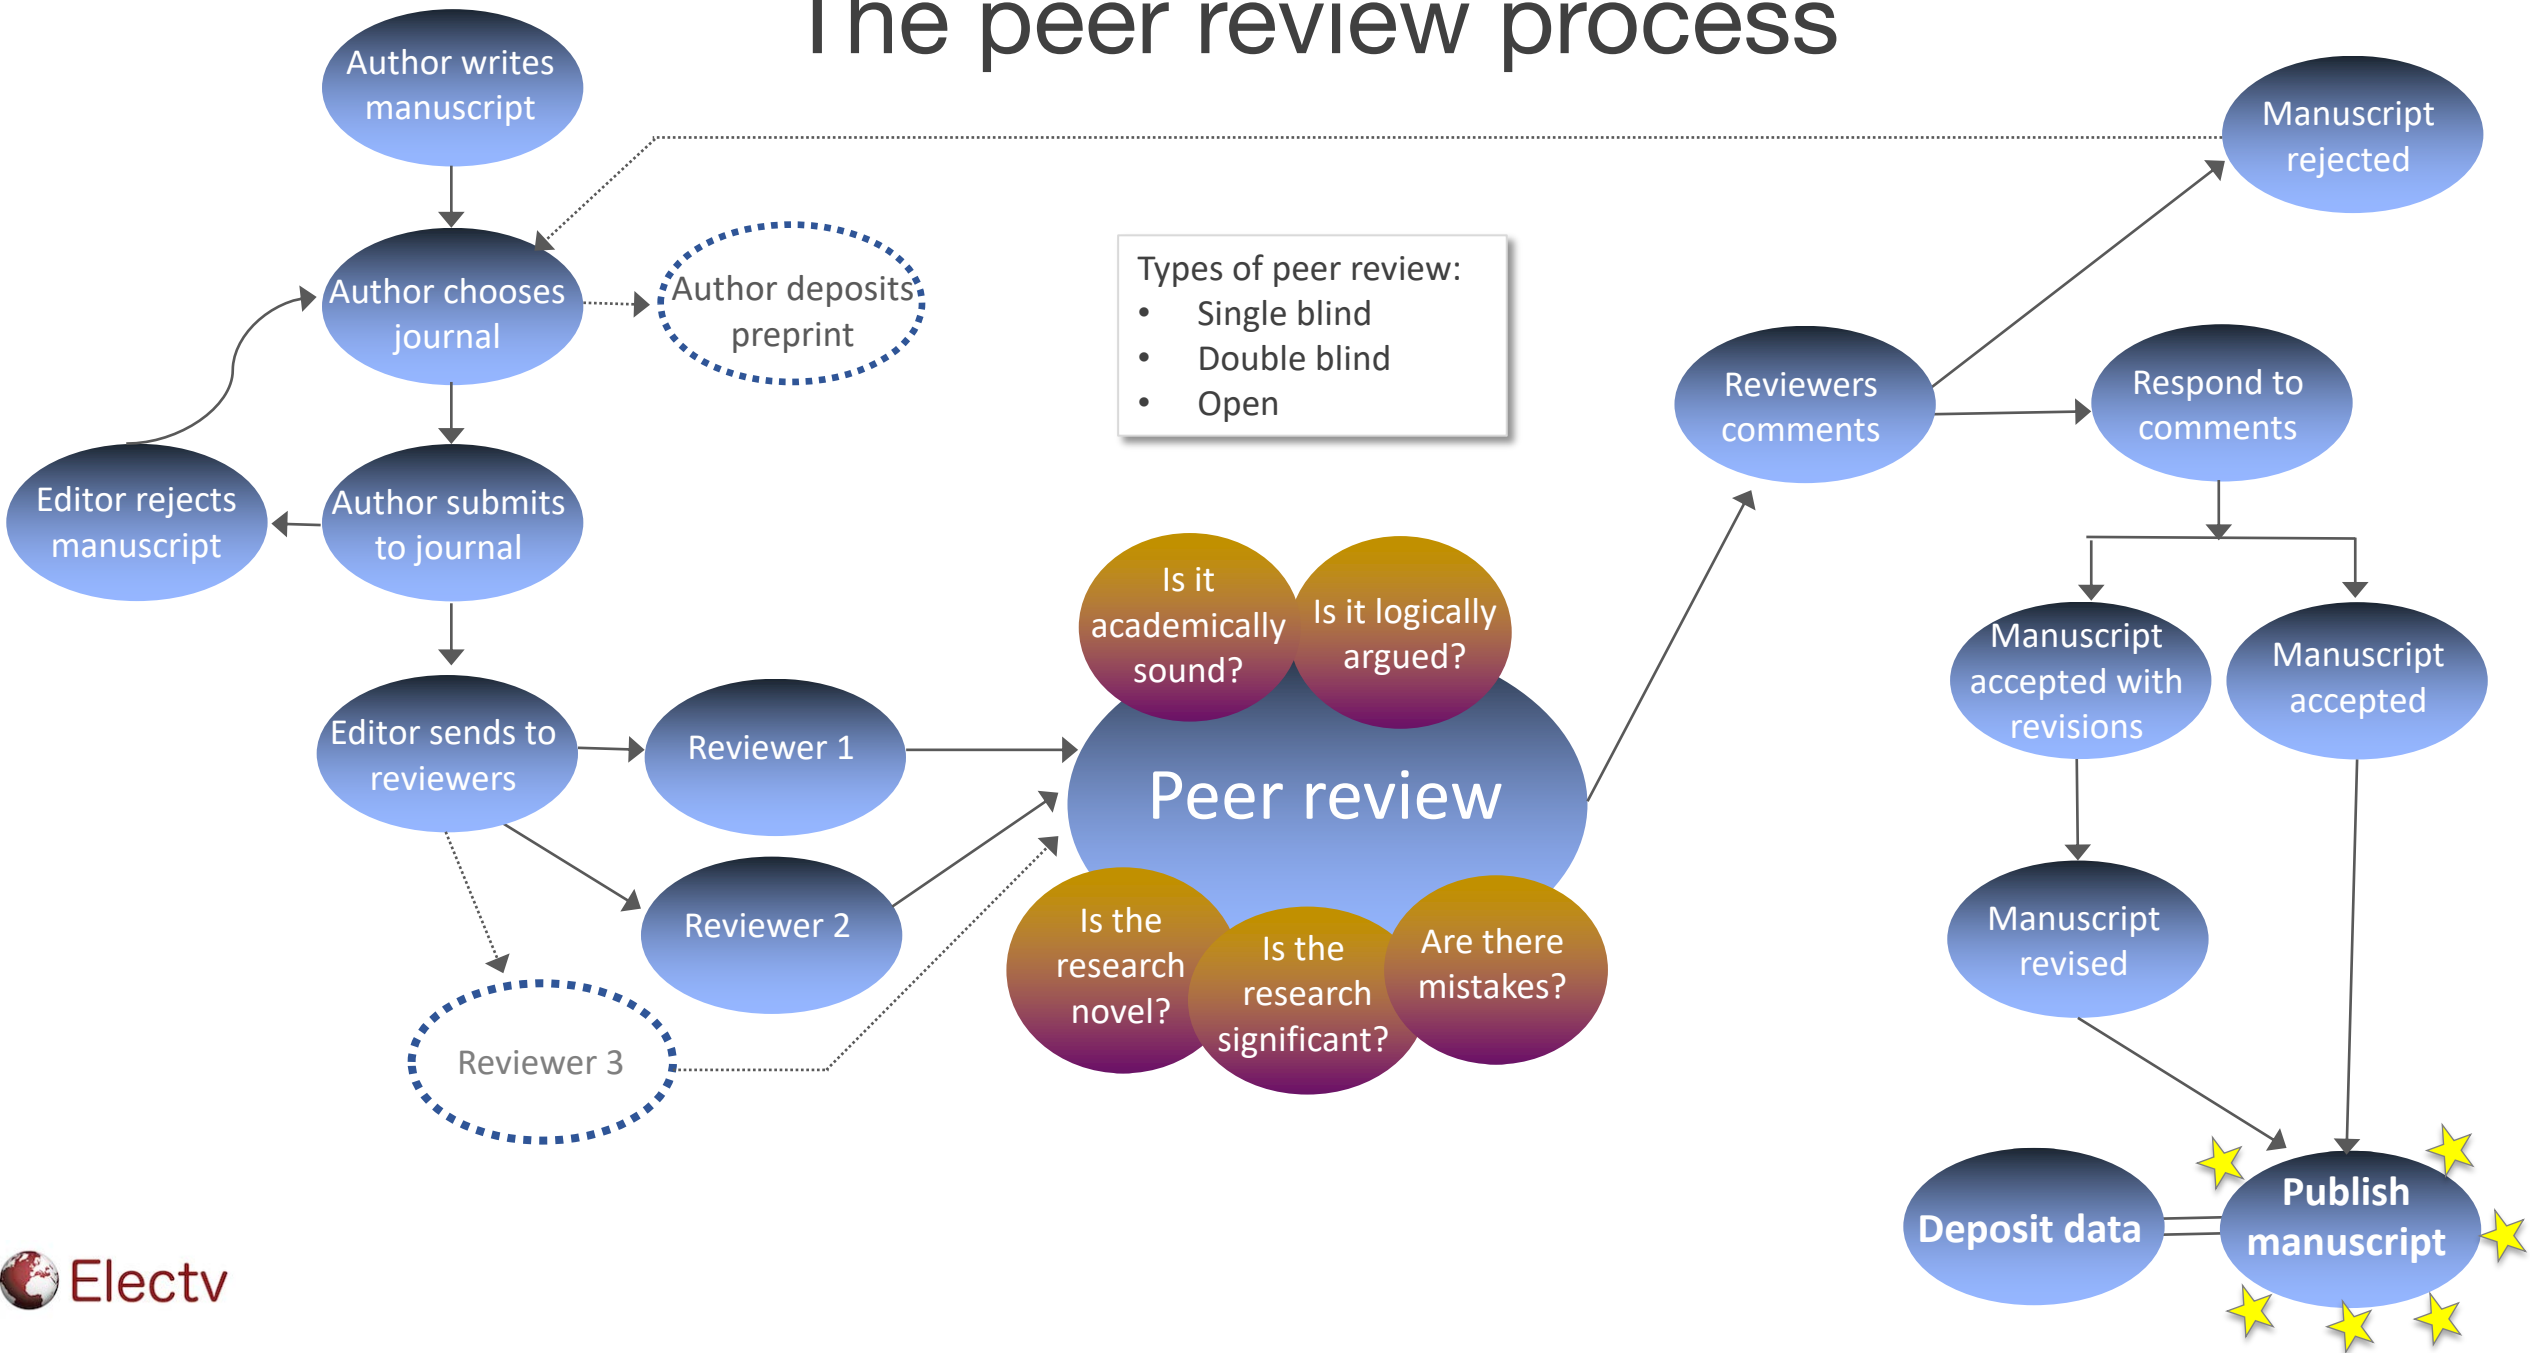 The peer review process
Author writes
manuscript
Manuscript
rejected
Author chooses
journal
Author deposits
preprint
Types of peer review:
• Single blind
• Double blind
• Open
Reviewers
comments
Respond to
comments
Editor rejects
manuscript
Author submits
to journal
Is it
academically
sound?
Is it logically
argued?
Manuscript
accepted with
revisions
Manuscript
accepted
Editor sends to
reviewers
Reviewer 1
Peer review
Reviewer 2
Is the
research
novel?
Is the
research
significant?
Are there
mistakes?
Manuscript
revised
Reviewer 3
Deposit data
Publish
manuscript
Electv